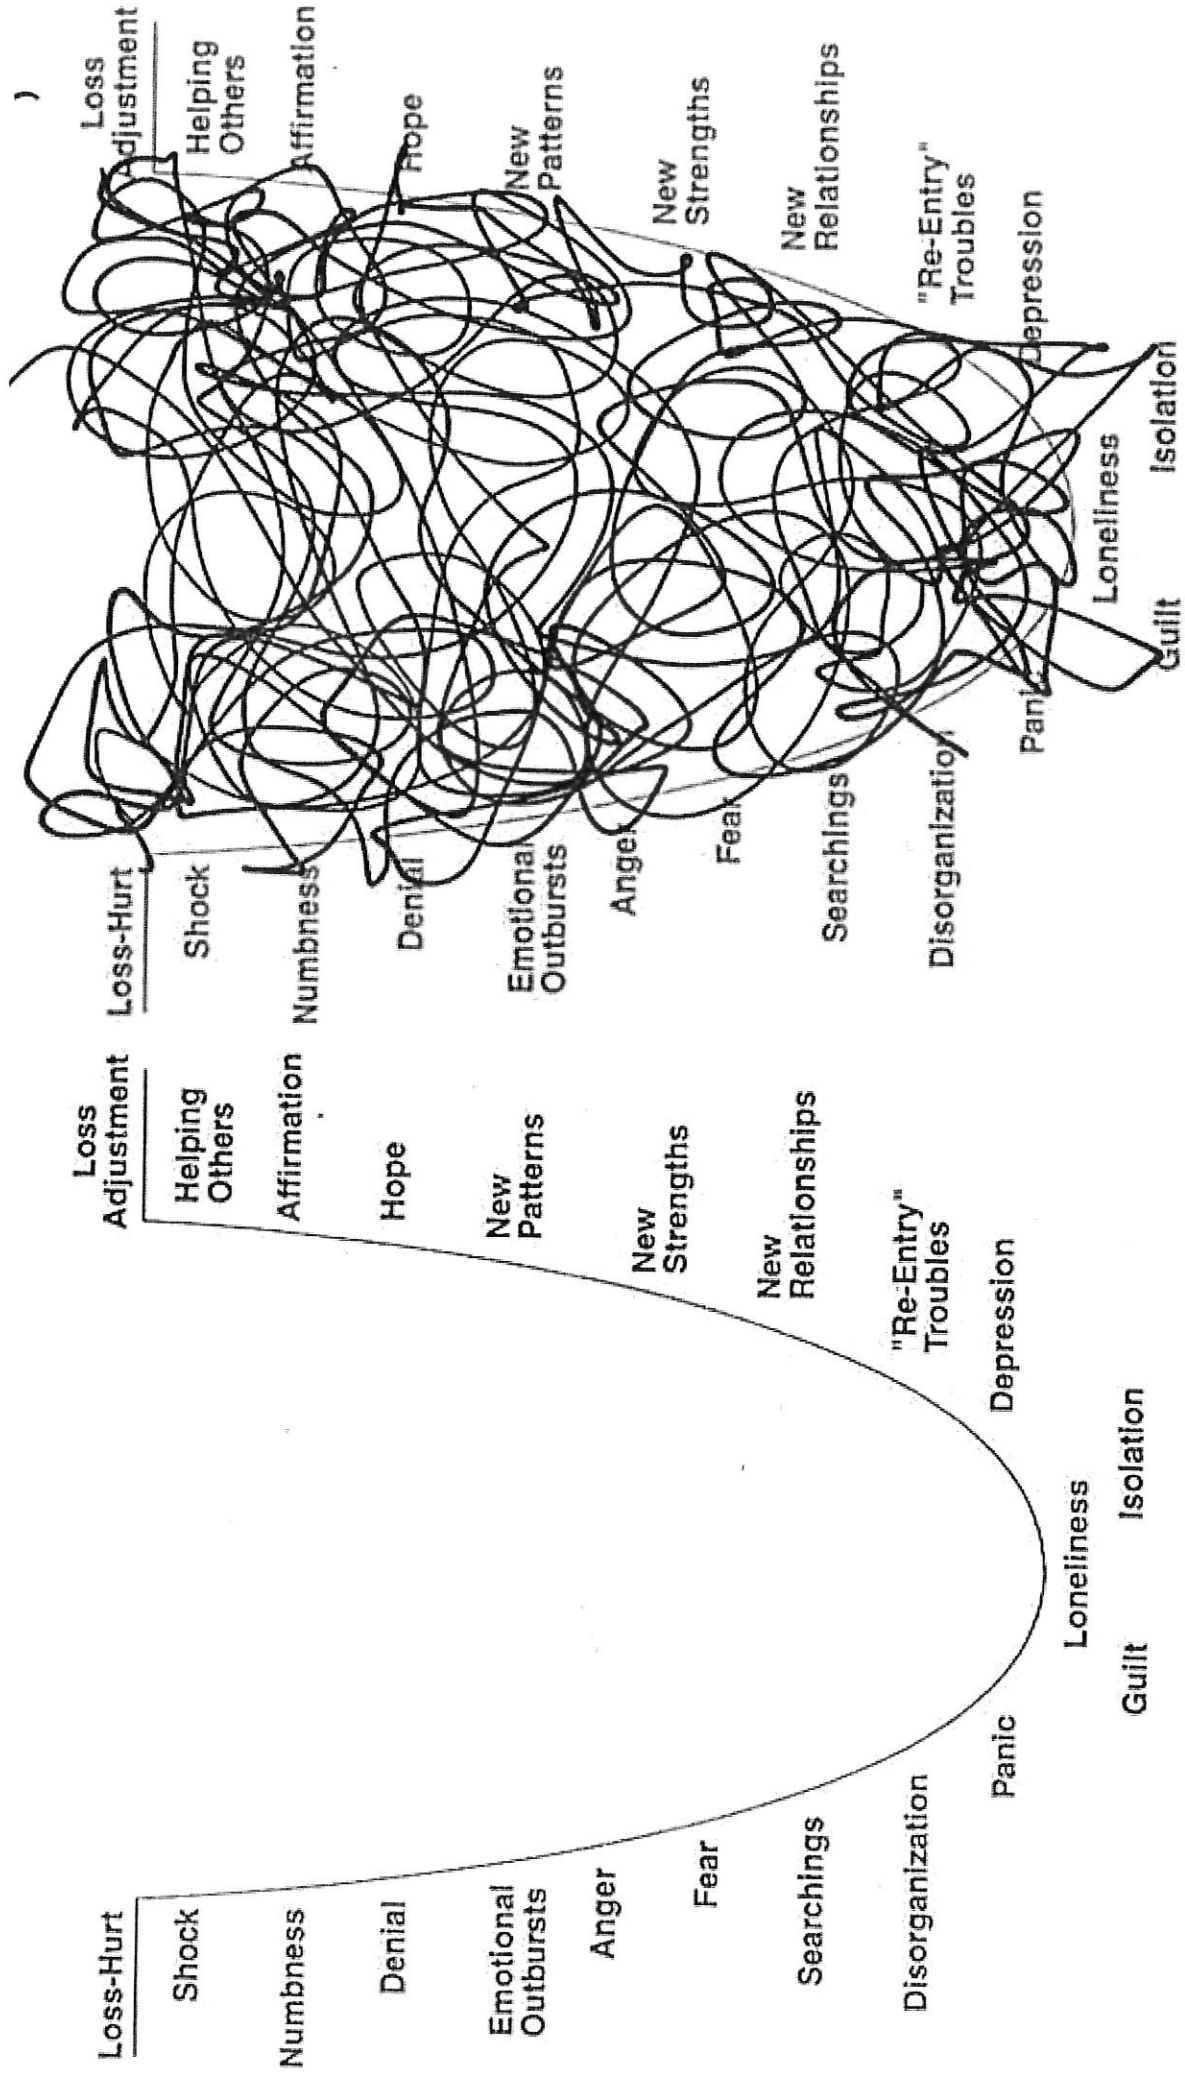 Loss-Hurt
Shock
Numbness
Denial
Emotional
Outbursts
Anger
Fear
Searchings
Disorganization
Panic
Guilt
Loneliness
Isolation
Depression
"Re-Entry"
Troubles
New
Relationships
New
Strengths
New
Patterns
Hope
Affirmation
Helping
Others
Loss
Adjustment
Loss-Hurt
Shock
Numbness
Denial
Emotional
Outbursts
Anger
Fear
Searchings
Disorganization
Panic
Guilt
Loneliness
Isolation
Depression
"Re-Entry"
Troubles
New
Relationships
New
Strengths
New
Patterns
Hope
Affirmation
Helping
Others
Loss
Adjustment